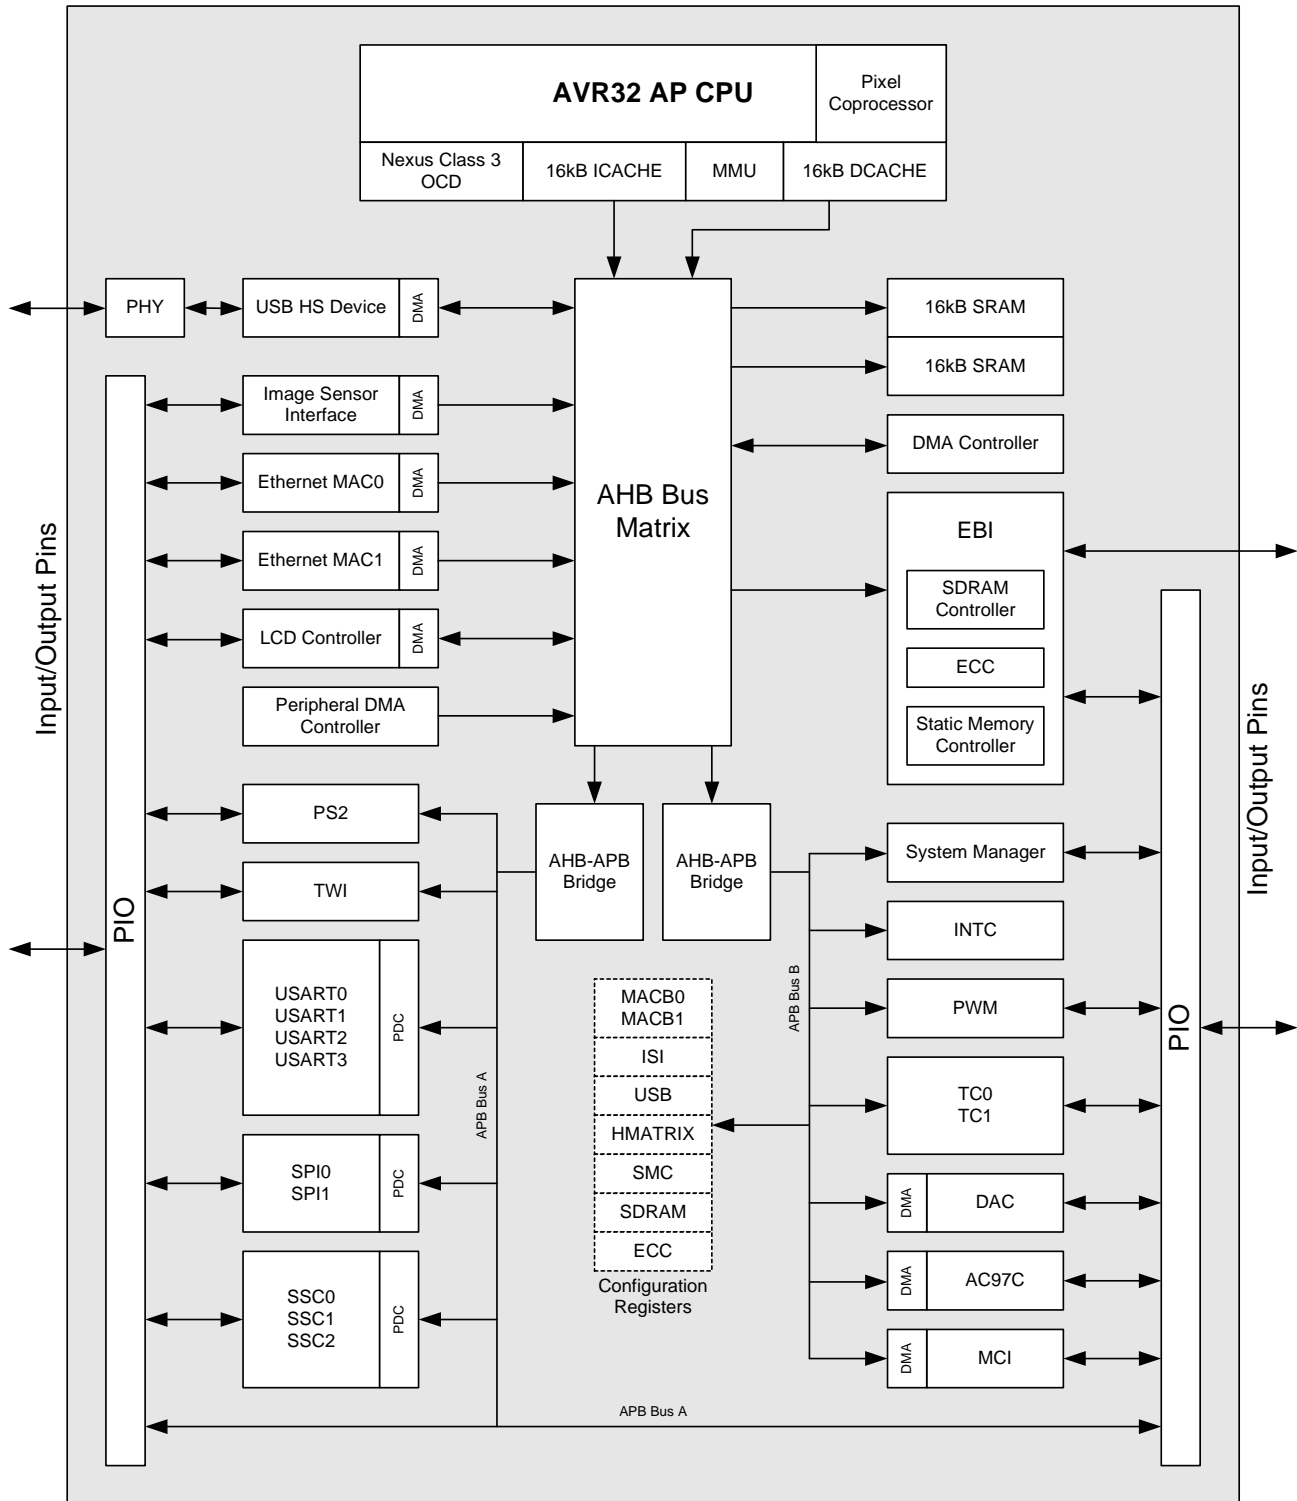 AVR32 AP CPU
Pixel
Coprocessor
Nexus Class 3
OCD
16kB ICACHE
MMU
16kB DCACHE
PHY
USB HS Device
DMA
16kB SRAM
16kB SRAM
Image Sensor
Interface
DMA
DMA Controller
Ethernet MAC0
DMA
AHB Bus
Matrix
EBI
SDRAM
Controller
ECC
Static Memory
Controller
Ethernet MAC1
DMA
LCD Controller
DMA
Peripheral DMA
Controller
Input/Output Pins
Input/Output Pins
PIO
PIO
PS2
TWI
AHB-APB
Bridge
AHB-APB
Bridge
System Manager
INTC
USART0
USART1
USART2
USART3
PDC
APB Bus A
APB Bus B
MACB0
MACB1
ISI
USB
HMATRIX
SMC
SDRAM
ECC
Configuration
Registers
PWM
TC0
TC1
SPI0
SPI1
PDC
DMA
DAC
DMA
AC97C
SSC0
SSC1
SSC2
PDC
DMA
MCI
APB Bus A